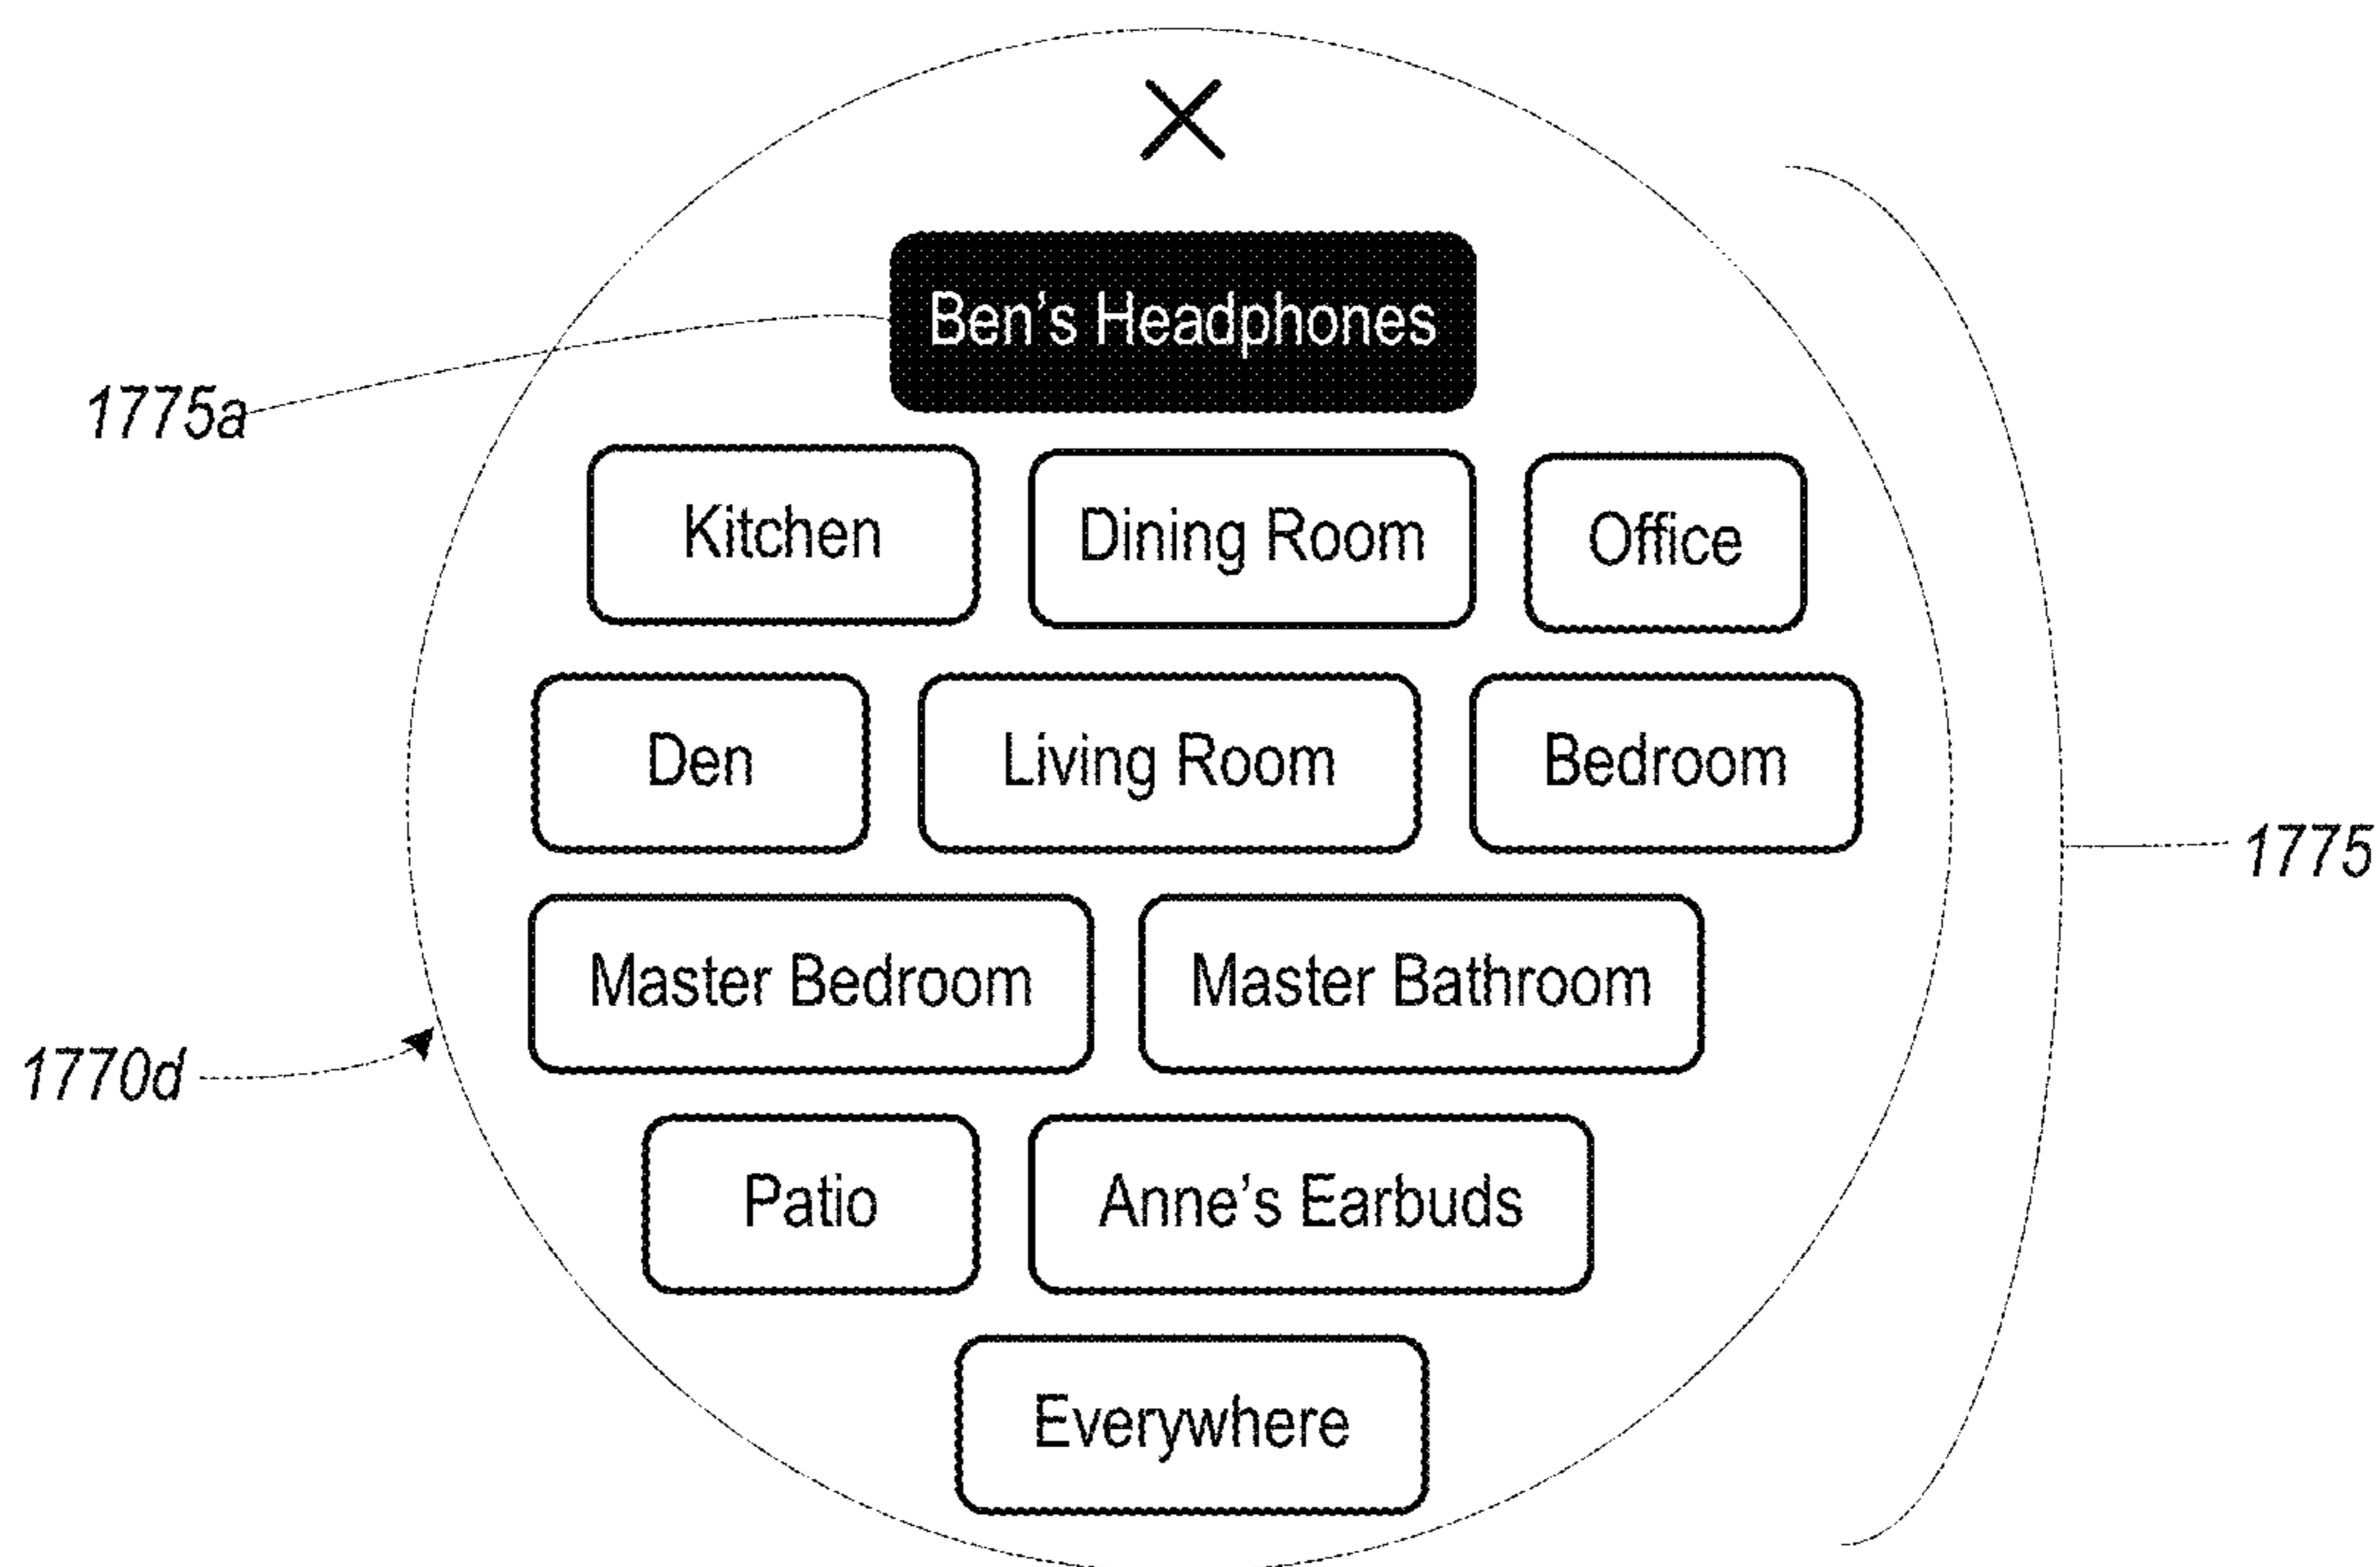 Ben's Headphones
1775a
Kitchen Dining Room Office
Den Living Room Bedroom
1775
Master Bedroom Master Bathroom
1770d
Patio Anne's Earbuds
Everywhere